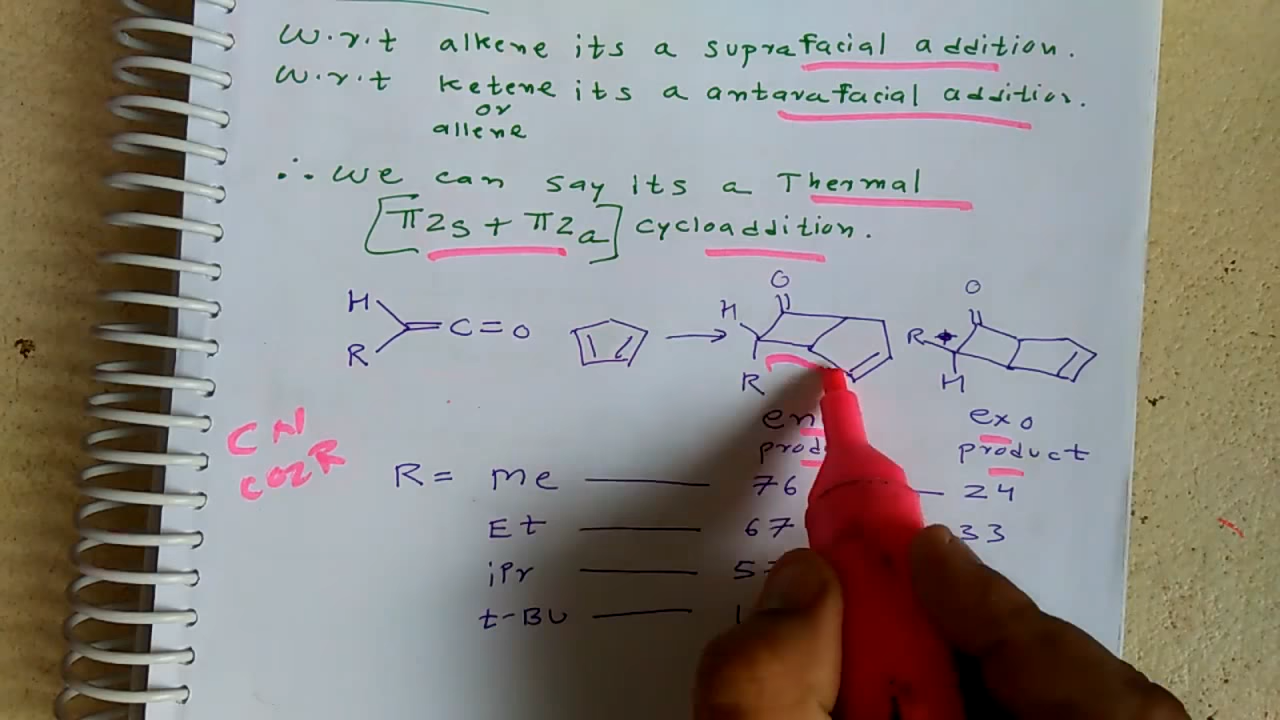 w.r.t alkene its a suprafacial addition.
w.r.t ketene its a antarafacial addition.
or
allene
∴ we can say its a Thermal
[π2s + π2a] cycloaddition.
H
R
C=O
H
O
R
O
R
H
exo
product
CN
CO2R
R= me 76 24
Et 67 33
iPr
t-BU